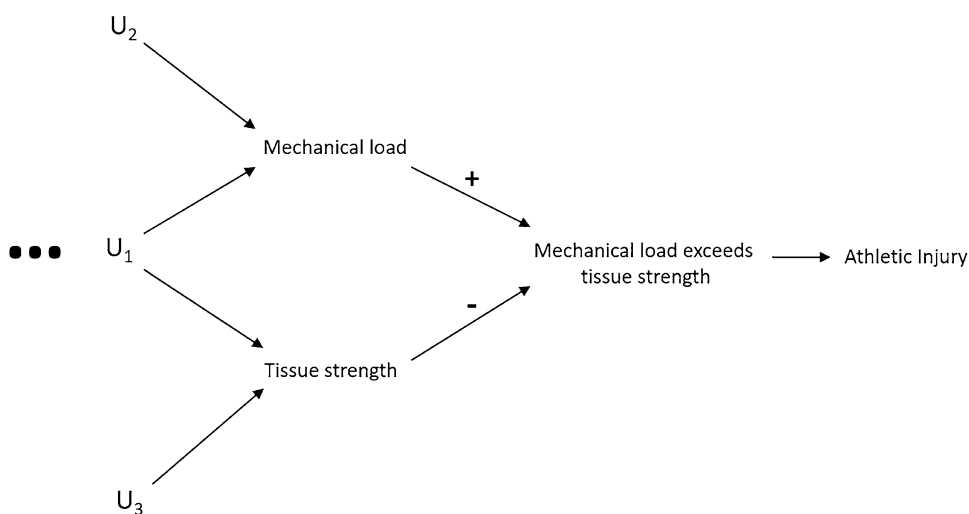 U₂
Mechanical load
+
••• U₁
Mechanical load exceeds
tissue strength
Athletic Injury
-
Tissue strength
U₃